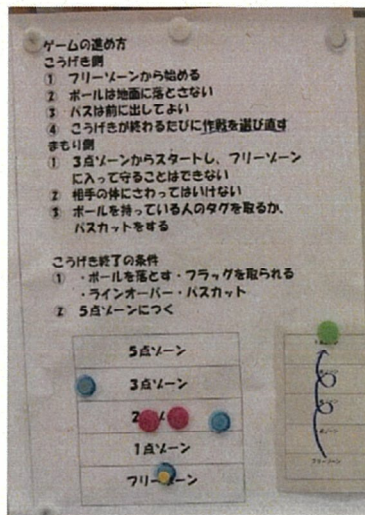 ゲームの進め方
こうげき側
① フリーゾーンから始める
② ボールは地面に落とさない
③ パスは前に出してよい
④ こうげきが終わるたびに作戦を選び直す
まもり側
① 3点ゾーンからスタートし、フリーゾーン
に入って守ることはできない
② 相手の体にさわってはいけない
③ ボールを持っている人のタグを取るか、
パスカットをする
こうげき終了の条件
① ・ボールを落とす・フラッグを取られる
・ラインオーバー・パスカット
② 5点ゾーンにつく
5点ゾーン
3点ゾーン
2
1点ゾーン
フリーゾーン
フリーゾーン